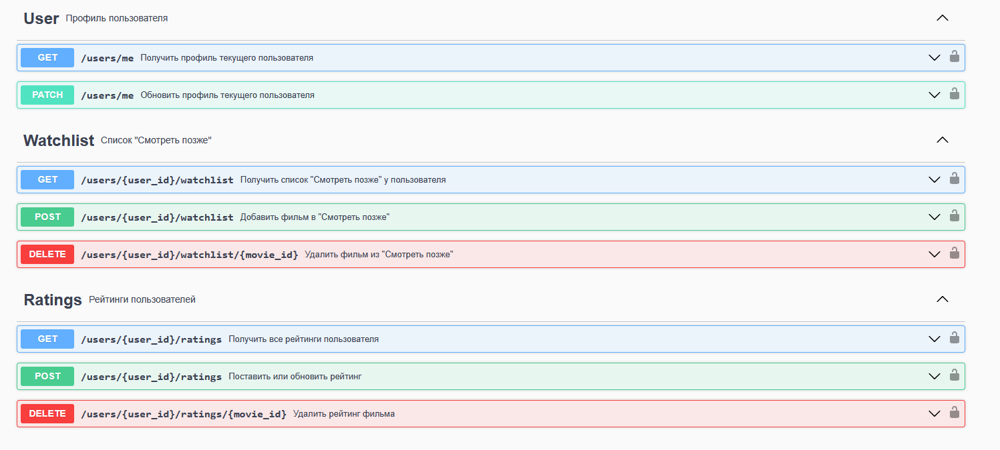 User Профиль пользователя
GET /users/me Получить профиль текущего пользователя
PATCH /users/me Обновить профиль текущего пользователя
Watchlist Список "Смотреть позже"
GET /users/{user_id}/watchlist Получить список "Смотреть позже" у пользователя
POST /users/{user_id}/watchlist Добавить фильм в "Смотреть позже"
DELETE /users/{user_id}/watchlist/{movie_id} Удалить фильм из "Смотреть позже"
Ratings Рейтинги пользователей
GET /users/{user_id}/ratings Получить все рейтинги пользователя
POST /users/{user_id}/ratings Поставить или обновить рейтинг
DELETE /users/{user_id}/ratings/{movie_id} Удалить рейтинг фильма